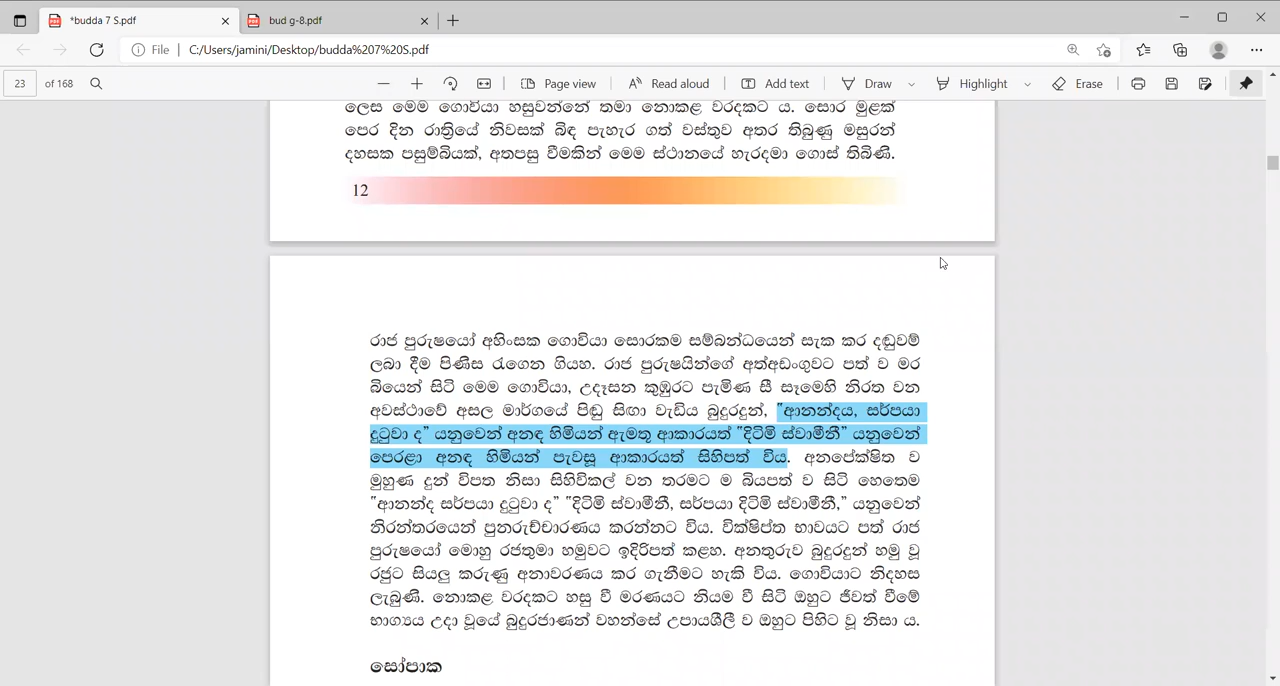 *budda 7 S.pdf
bud g-8.pdf
File
C:/Users/jamini/Desktop/budda%207%20S.pdf
23 of 168
Page view
Read aloud
Add text
Draw
Highlight
Erase
ලෙස මෙම ගොවියා හසුවන්නේ තමා නොකළ වරදකට ය. සොර මුළක්
පෙර දින රාත්‍රියේ නිවසක් බිඳ පැහැර ගත් වස්තුව අතර තිබුණු මසුරන්
දහසක පසුම්බියක්, අතපසු වීමකින් මෙම ස්ථානයේ හැරදමා ගොස් තිබිණි.
12
රාජ පුරුෂයෝ අහිංසක ගොවියා සොරකම සම්බන්ධයෙන් සැක කර දඬුවම්
ලබා දීම පිණිස රැගෙන ගියහ. රාජ පුරුෂයින්ගේ අත්අඩංගුවට පත් ව මර
බියෙන් සිටි මෙම ගොවියා, උදෑසන කුඹුරට පැමිණ සී සෑමෙහි නිරත වන
අවස්ථාවේ අසල මාර්ගයේ පිඬු සිඟා වැඩිය බුදුරදුන්, “ආනන්දය, සර්පයා
දුටුවා ද” යනුවෙන් අනඳ හිමියන් ඇමතූ ආකාරයත් “දිටිමි ස්වාමීනී” යනුවෙන්
පෙරළා අනඳ හිමියන් පැවසූ ආකාරයත් සිහිපත් විය. අනපේක්ෂිත ව
මුහුණ දුන් විපත නිසා සිහිවිකල් වන තරමට ම බියපත් ව සිටි හෙතෙම
“ආනන්ද සර්පයා දුටුවා ද” “දිටිමි ස්වාමීනී, සර්පයා දිටිමි ස්වාමීනී,” යනුවෙන්
නිරන්තරයෙන් පුනරුච්චාරණය කරන්නට විය. වික්ෂිප්ත භාවයට පත් රාජ
පුරුෂයෝ මොහු රජතුමා හමුවට ඉදිරිපත් කළහ. අනතුරුව බුදුරදුන් හමු වූ
රජුට සියලු කරුණු අනාවරණය කර ගැනීමට හැකි විය. ගොවියාට නිදහස
ලැබුණි. නොකළ වරදකට හසු වී මරණයට නියම වී සිටි ඔහුට ජීවත් වීමේ
භාග්‍යය උදා වූයේ බුදුරජාණන් වහන්සේ උපායශීලී ව ඔහුට පිහිට වූ නිසා ය.
සෝපාක